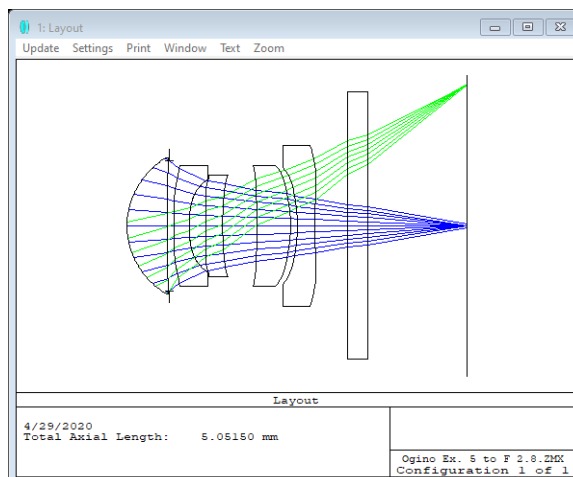 1: Layout
Update Settings Print Window Text Zoom
Layout
4/29/2020
Total Axial Length: 5.05150 mm
Ogino Ex. 5 to F 2.8.ZMX
Configuration 1 of 1